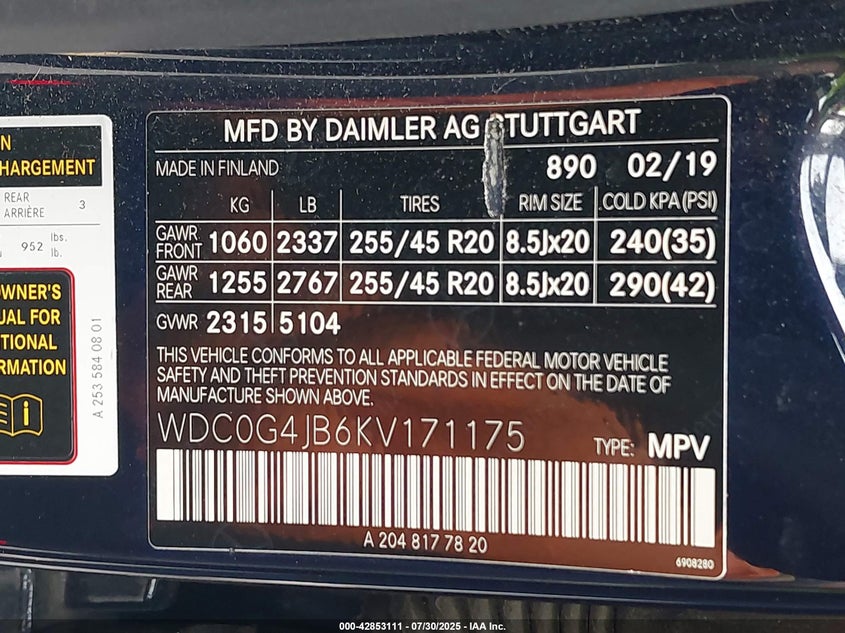 N
HARGEMENT
REAR
ARRIÈRE
3
952 lbs.
lb.
OWNER'S
UAL FOR
TIONAL
ORMATION
A 253 584 08 01
MFD BY DAIMLER AG STUTTGART
MADE IN FINLAND 890 02/19
KG LB TIRES RIM SIZE COLD KPA (PSI)
GAWR FRONT 1060 2337 255/45 R20 8.5Jx20 240(35)
GAWR REAR 1255 2767 255/45 R20 8.5Jx20 290(42)
GVWR 2315 5104
THIS VEHICLE CONFORMS TO ALL APPLICABLE FEDERAL MOTOR VEHICLE
SAFETY AND THEFT PREVENTION STANDARDS IN EFFECT ON THE DATE OF
MANUFACTURE SHOWN ABOVE.
WDC0G4JB6KV171175 TYPE: MPV
A 204 817 78 20
6908280
000-42853111 - 07/30/2025 - IAA Inc.